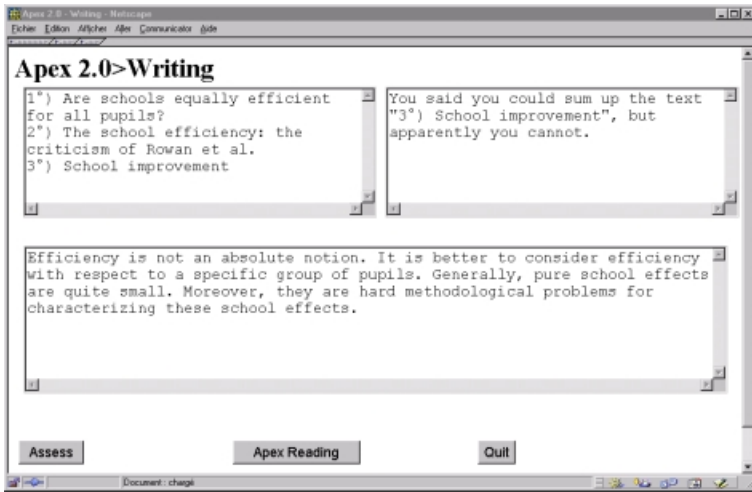 Apex 2.0 - Writing - Netscape
Fichier Edition Afficher Aller Communicator Aide
Apex 2.0>Writing
1°) Are schools equally efficient
for all pupils?
2°) The school efficiency: the
criticism of Rowan et al.
3°) School improvement
You said you could sum up the text
"3°) School improvement", but
apparently you cannot.
Efficiency is not an absolute notion. It is better to consider efficiency
with respect to a specific group of pupils. Generally, pure school effects
are quite small. Moreover, they are hard methodological problems for
characterizing these school effects.
Assess Apex Reading Quit
Document : chargé